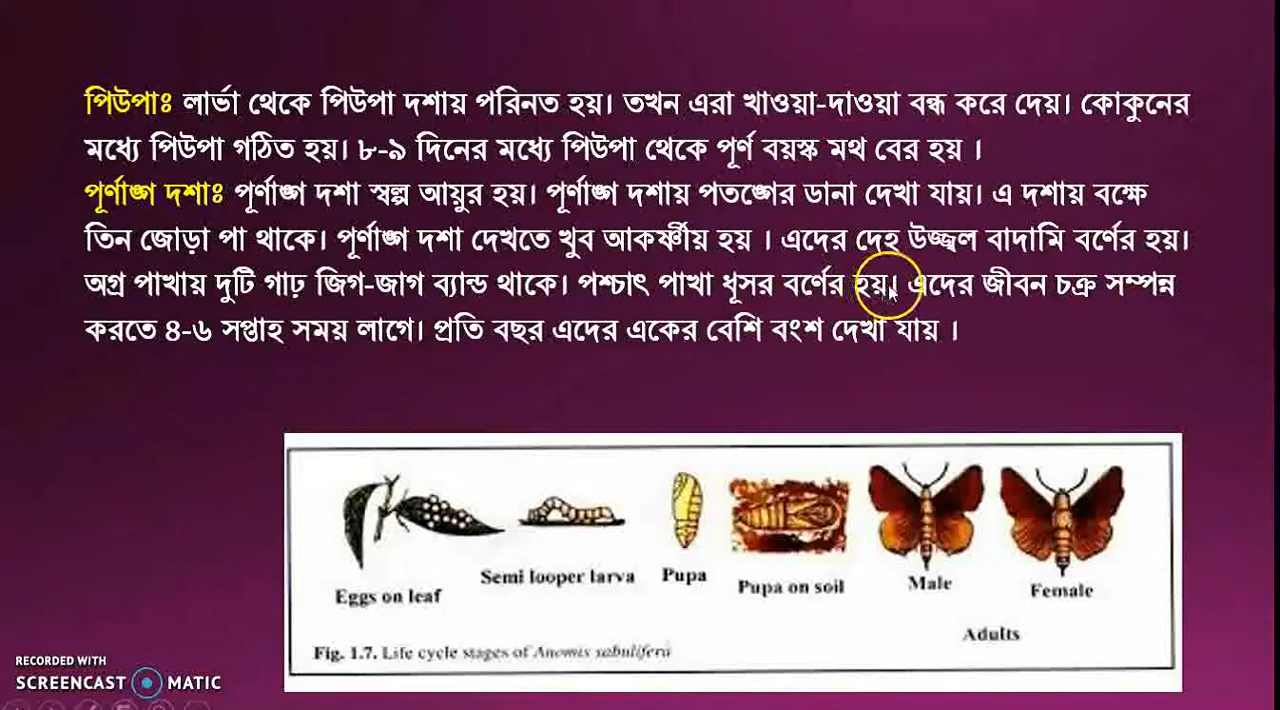 পিউপাঃ লার্ভা থেকে পিউপা দশায় পরিনত হয়। তখন এরা খাওয়া-দাওয়া বন্ধ করে দেয়। কোকুনের
মধ্যে পিউপা গঠিত হয়। ৮-৯ দিনের মধ্যে পিউপা থেকে পূর্ণ বয়স্ক মথ বের হয় ।
পূর্ণাঙ্গ দশাঃ পূর্ণাঙ্গ দশা স্বল্প আয়ুর হয়। পূর্ণাঙ্গ দশায় পতঙ্গের ডানা দেখা যায়। এ দশায় বক্ষে
তিন জোড়া পা থাকে। পূর্ণাঙ্গ দশা দেখতে খুব আকর্ষ্ণীয় হয় । এদের দেহ উজ্জ্বল বাদামি বর্ণের হয়।
অগ্র পাখায় দুটি গাঢ় জিগ-জাগ ব্যান্ড থাকে। পশ্চাৎ পাখা ধূসর বর্ণের হয়। এদের জীবন চক্র সম্পন্ন
করতে ৪-৬ সপ্তাহ সময় লাগে। প্রতি বছর এদের একের বেশি বংশ দেখা যায় ।
Eggs on leaf
Semi looper larva
Pupa
Pupa on soil
Male
Female
Adults
Fig. 1.7. Life cycle stages of Anomis sabulifera
RECORDED WITH
SCREENCAST MATIC